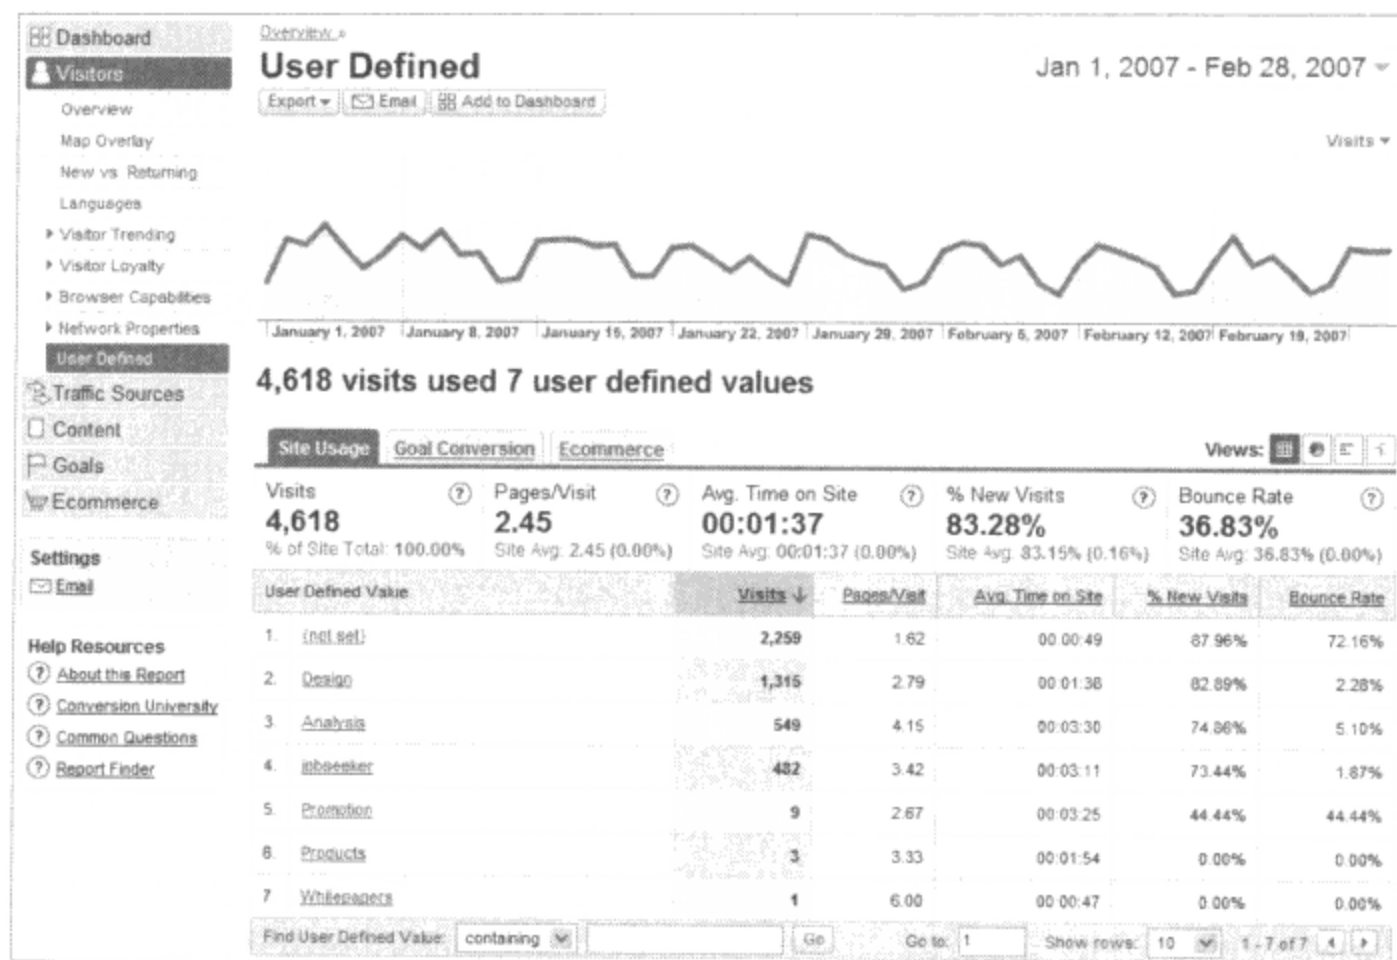 Dashboard
Visitors
Overview
Map Overlay
New vs. Returning
Languages
Visitor Trending
Visitor Loyalty
Browser Capabilities
Network Properties
User Defined
Traffic Sources
Content
Goals
Ecommerce
Settings
Email
Help Resources
? About this Report
? Conversion University
? Common Questions
? Report Finder
Overview »
User Defined
Jan 1, 2007 - Feb 28, 2007
Export Email Add to Dashboard
Visits
January 1, 2007 January 8, 2007 January 15, 2007 January 22, 2007 January 29, 2007 February 5, 2007 February 12, 2007 February 19, 2007
4,618 visits used 7 user defined values
Site Usage Goal Conversion Ecommerce Views:
Visits ? Pages/Visit ? Avg. Time on Site ? % New Visits ? Bounce Rate ?
4,618 2.45 00:01:37 83.28% 36.83%
% of Site Total: 100.00% Site Avg: 2.45 (0.00%) Site Avg: 00:01:37 (0.00%) Site Avg: 83.15% (0.16%) Site Avg: 36.83% (0.00%)
User Defined Value Visits ↓ Pages/Visit Avg. Time on Site % New Visits Bounce Rate
1. (not set) 2,259 1.62 00:00:49 87.96% 72.16%
2. Design 1,315 2.79 00:01:38 82.89% 2.28%
3. Analysis 549 4.15 00:03:30 74.86% 5.10%
4. jobseeker 482 3.42 00:03:11 73.44% 1.87%
5. Promotion 9 2.67 00:03:25 44.44% 44.44%
6. Products 3 3.33 00:01:54 0.00% 0.00%
7 Whitepapers 1 6.00 00:00:47 0.00% 0.00%
Find User Defined Value: containing Go Go to: 1 Show rows: 10 1 - 7 of 7